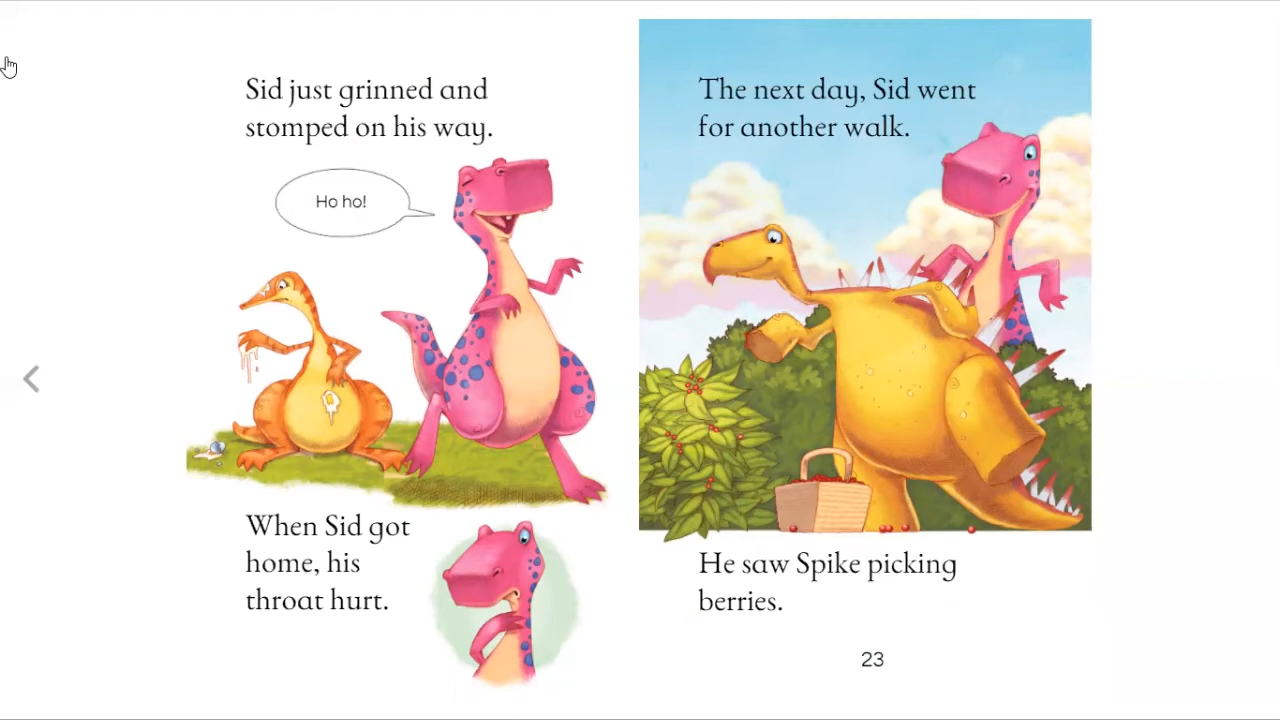 Sid just grinned and
stomped on his way.
Ho ho!
When Sid got
home, his
throat hurt.
The next day, Sid went
for another walk.
He saw Spike picking
berries.
23